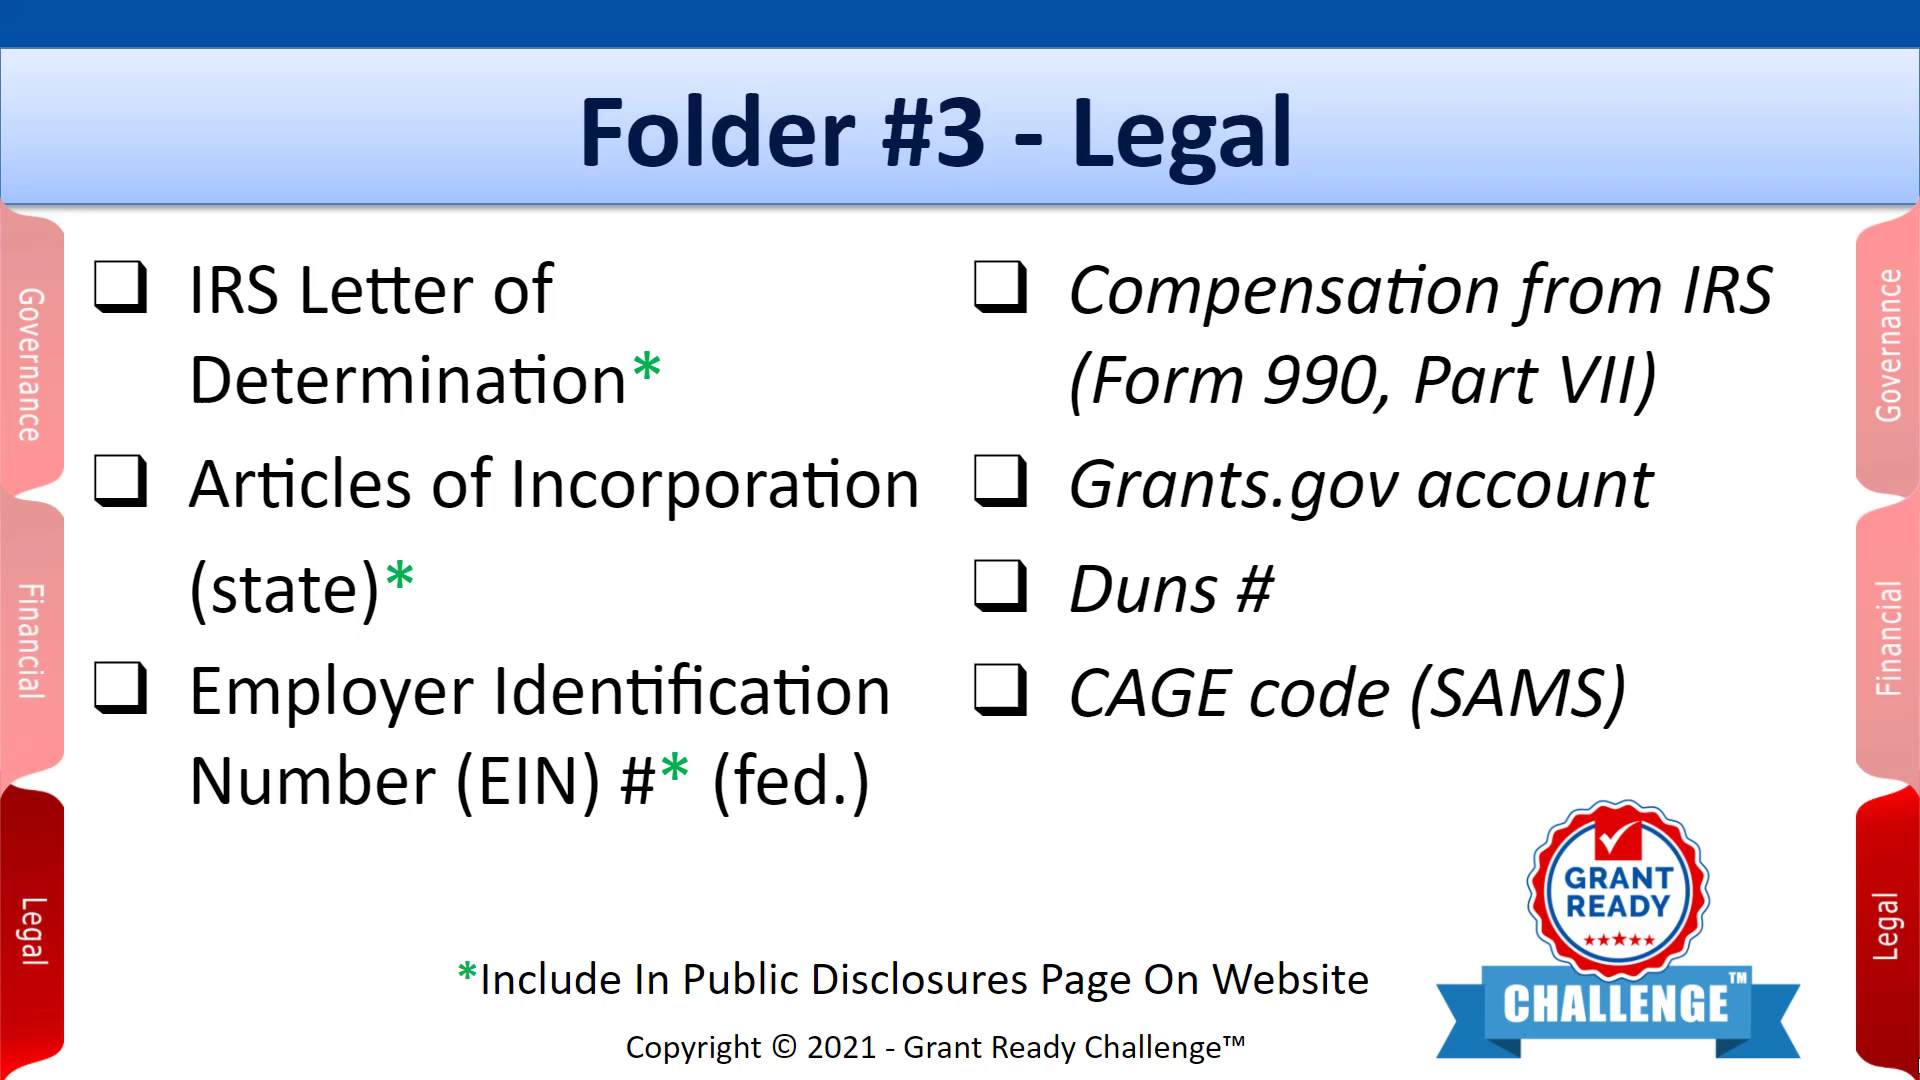 Folder #3 - Legal
Governance
Financial
Legal
❑ IRS Letter of
Determination*
❑ Articles of Incorporation
(state)*
❑ Employer Identification
Number (EIN) #* (fed.)
❑ Compensation from IRS
(Form 990, Part VII)
❑ Grants.gov account
❑ Duns #
❑ CAGE code (SAMS)
Governance
Financial
Legal
GRANT
READY
CHALLENGE™
*Include In Public Disclosures Page On Website
Copyright © 2021 - Grant Ready Challenge™